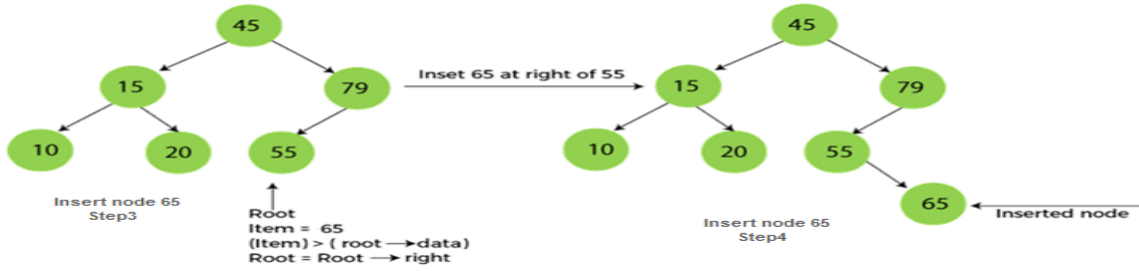 45
15
79
10
20
55
Insert node 65
Step3
Root
Item = 65
(Item) > ( root → data)
Root = Root → right
Inset 65 at right of 55
45
15
79
10
20
55
65
Insert node 65
Step4
Inserted node